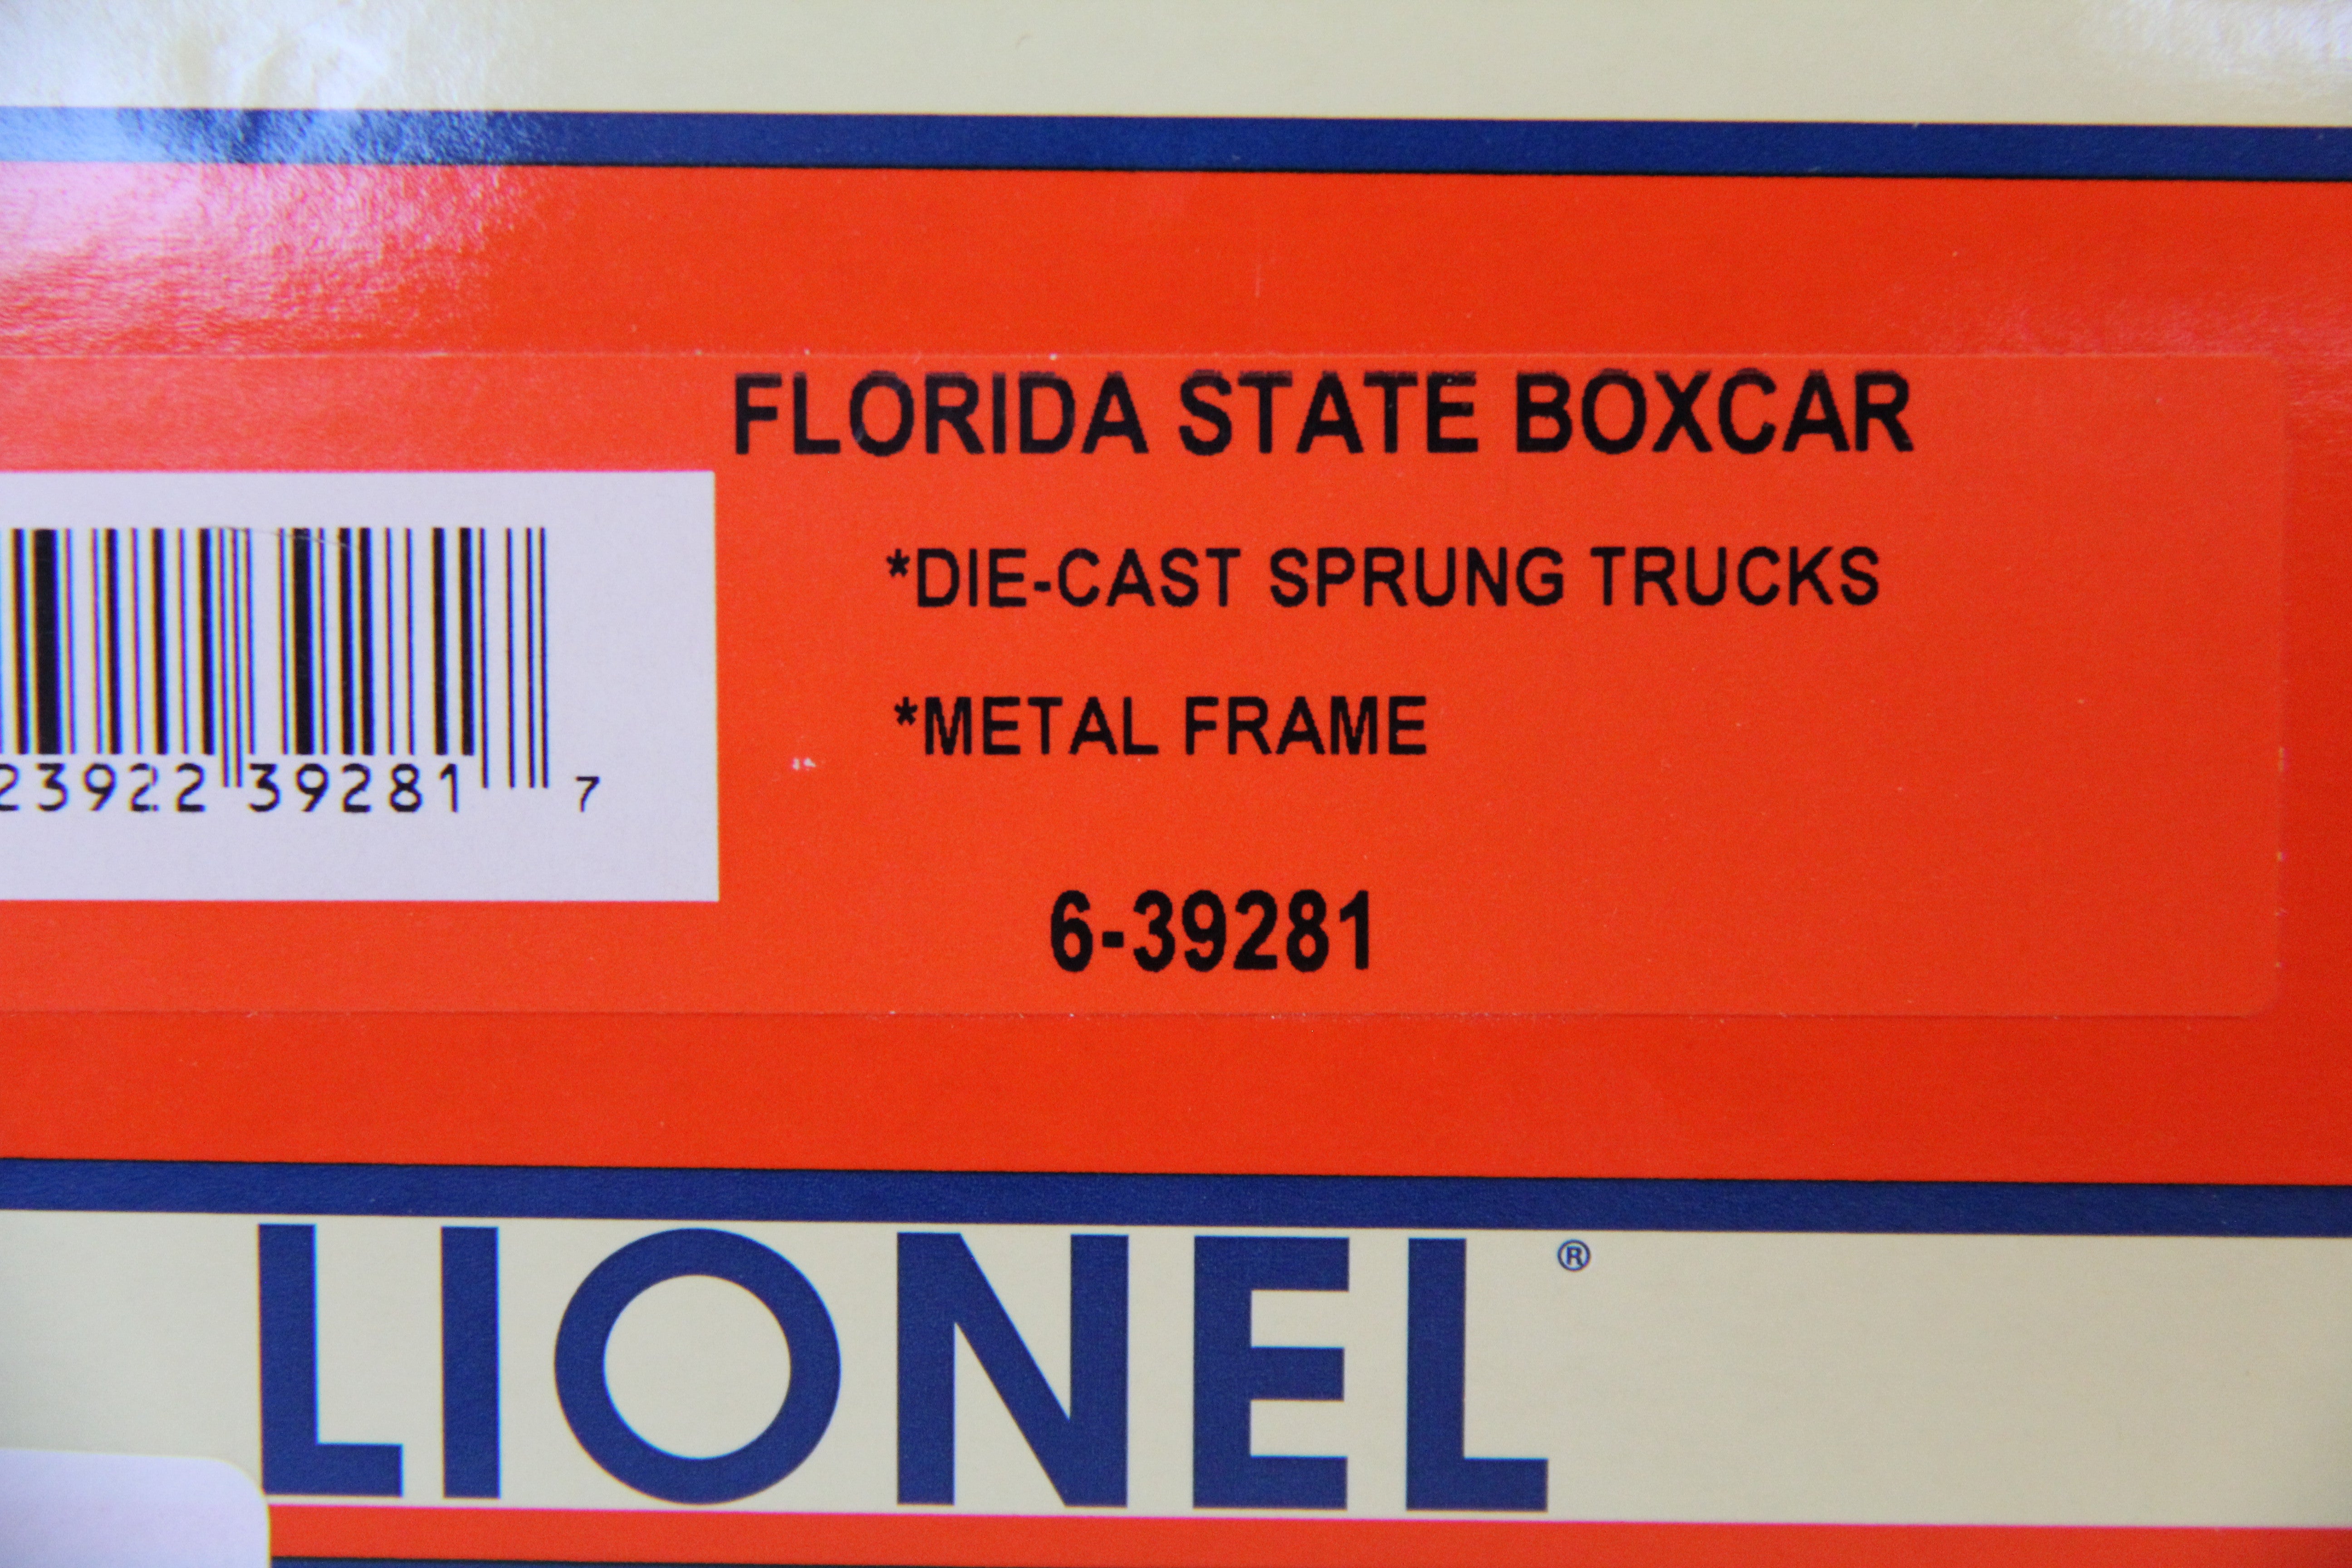 FLORIDA STATE BOXCAR
*DIE-CAST SPRUNG TRUCKS
*METAL FRAME
23922 39281 7
6-39281
LIONEL®